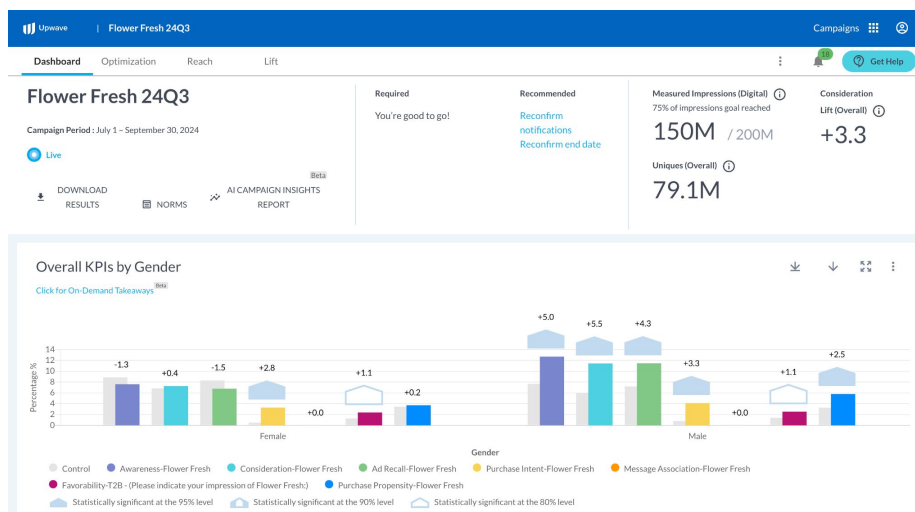 Upwave | Flower Fresh 24Q3 Campaigns
Dashboard Optimization Reach Lift 18 Get Help
Flower Fresh 24Q3
Campaign Period : July 1 – September 30, 2024
Live
DOWNLOAD RESULTS
NORMS
Beta
AI CAMPAIGN INSIGHTS REPORT
Required
You're good to go!
Recommended
Reconfirm notifications
Reconfirm end date
Measured Impressions (Digital)
75% of impressions goal reached
150M / 200M
Uniques (Overall)
79.1M
Consideration
Lift (Overall)
+3.3
Overall KPIs by Gender
Click for On-Demand Takeaways Beta
Percentage %
14
12
10
8
6
4
2
0
-1.3 +0.4 -1.5 +2.8 +0.0 +1.1 +0.2
+5.0 +5.5 +4.3 +3.3 +0.0 +1.1 +2.5
Female Male
Gender
Control Awareness-Flower Fresh Consideration-Flower Fresh Ad Recall-Flower Fresh Purchase Intent-Flower Fresh Message Association-Flower Fresh
Favorability-T2B - (Please indicate your impression of Flower Fresh:) Purchase Propensity-Flower Fresh
Statistically significant at the 95% level Statistically significant at the 90% level Statistically significant at the 80% level